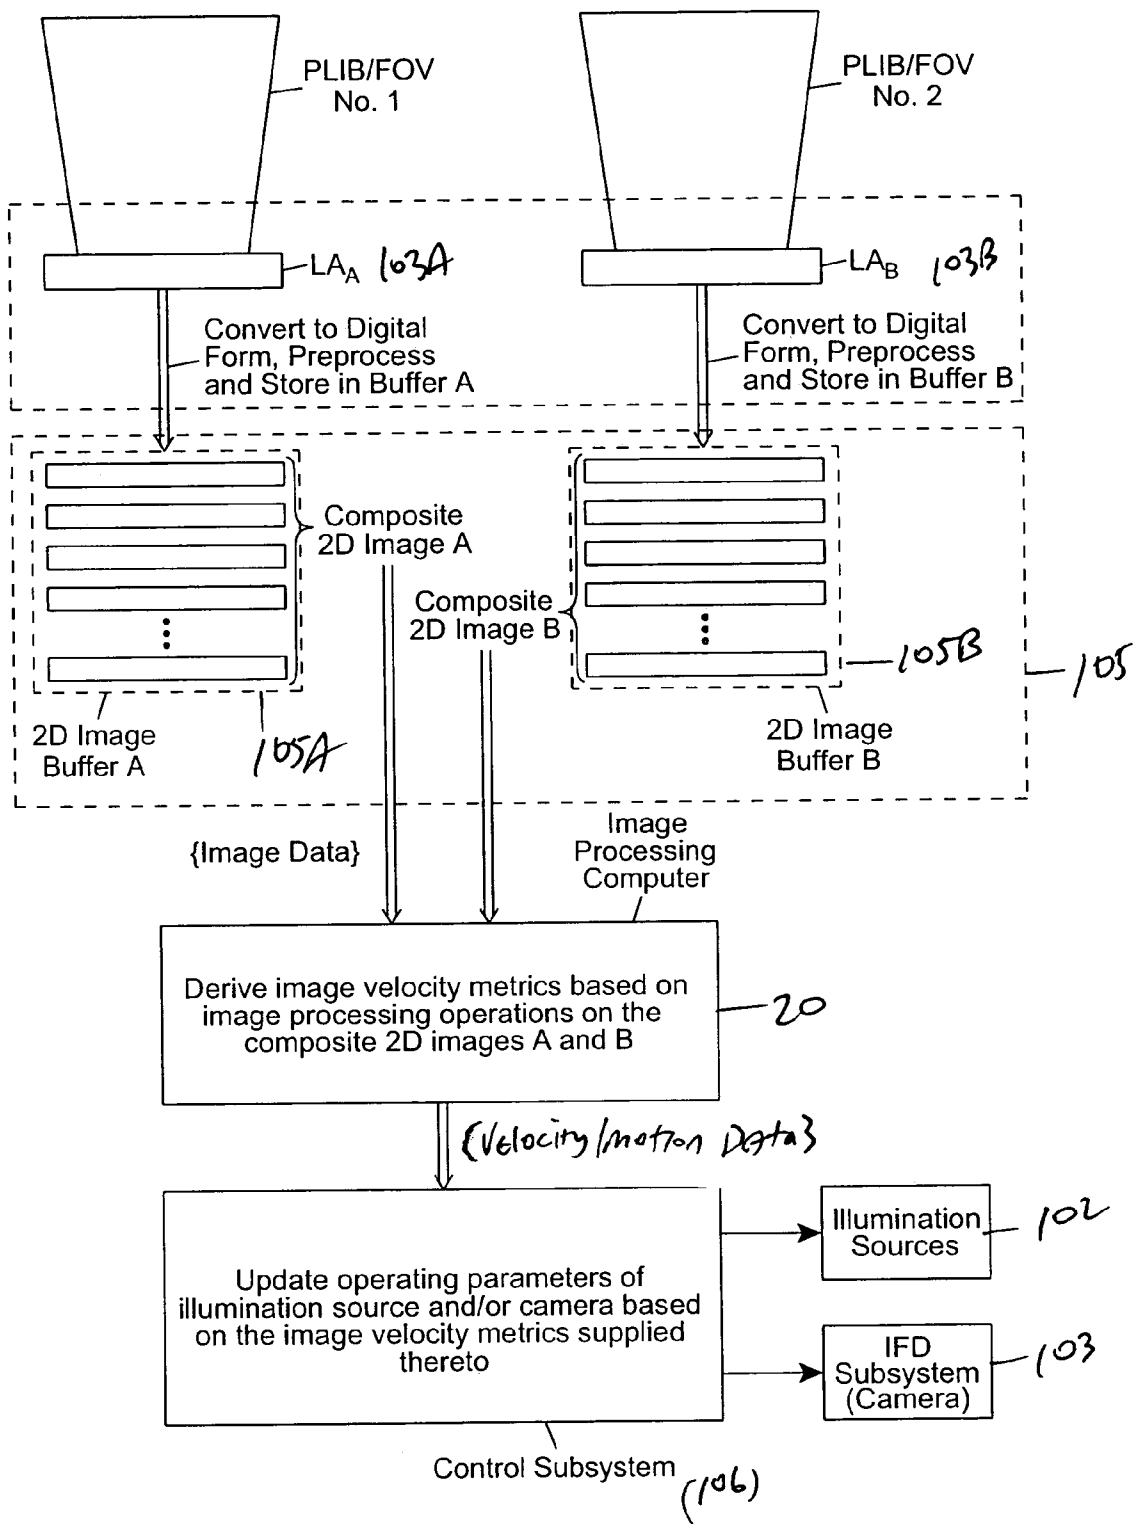 PLIB/FOV
No. 1
PLIB/FOV
No. 2
LAA 103A
LAB 103B
Convert to Digital
Form, Preprocess
and Store in Buffer A
Convert to Digital
Form, Preprocess
and Store in Buffer B
Composite
2D Image A
Composite
2D Image B
105B
105
2D Image
Buffer A
105A
2D Image
Buffer B
{Image Data}
Image
Processing
Computer
Derive image velocity metrics based on
image processing operations on the
composite 2D images A and B
20
{Velocity/motion Data}
Update operating parameters of
illumination source and/or camera based
on the image velocity metrics supplied
thereto
Illumination
Sources
102
IFD
Subsystem
(Camera)
103
Control Subsystem
(106)